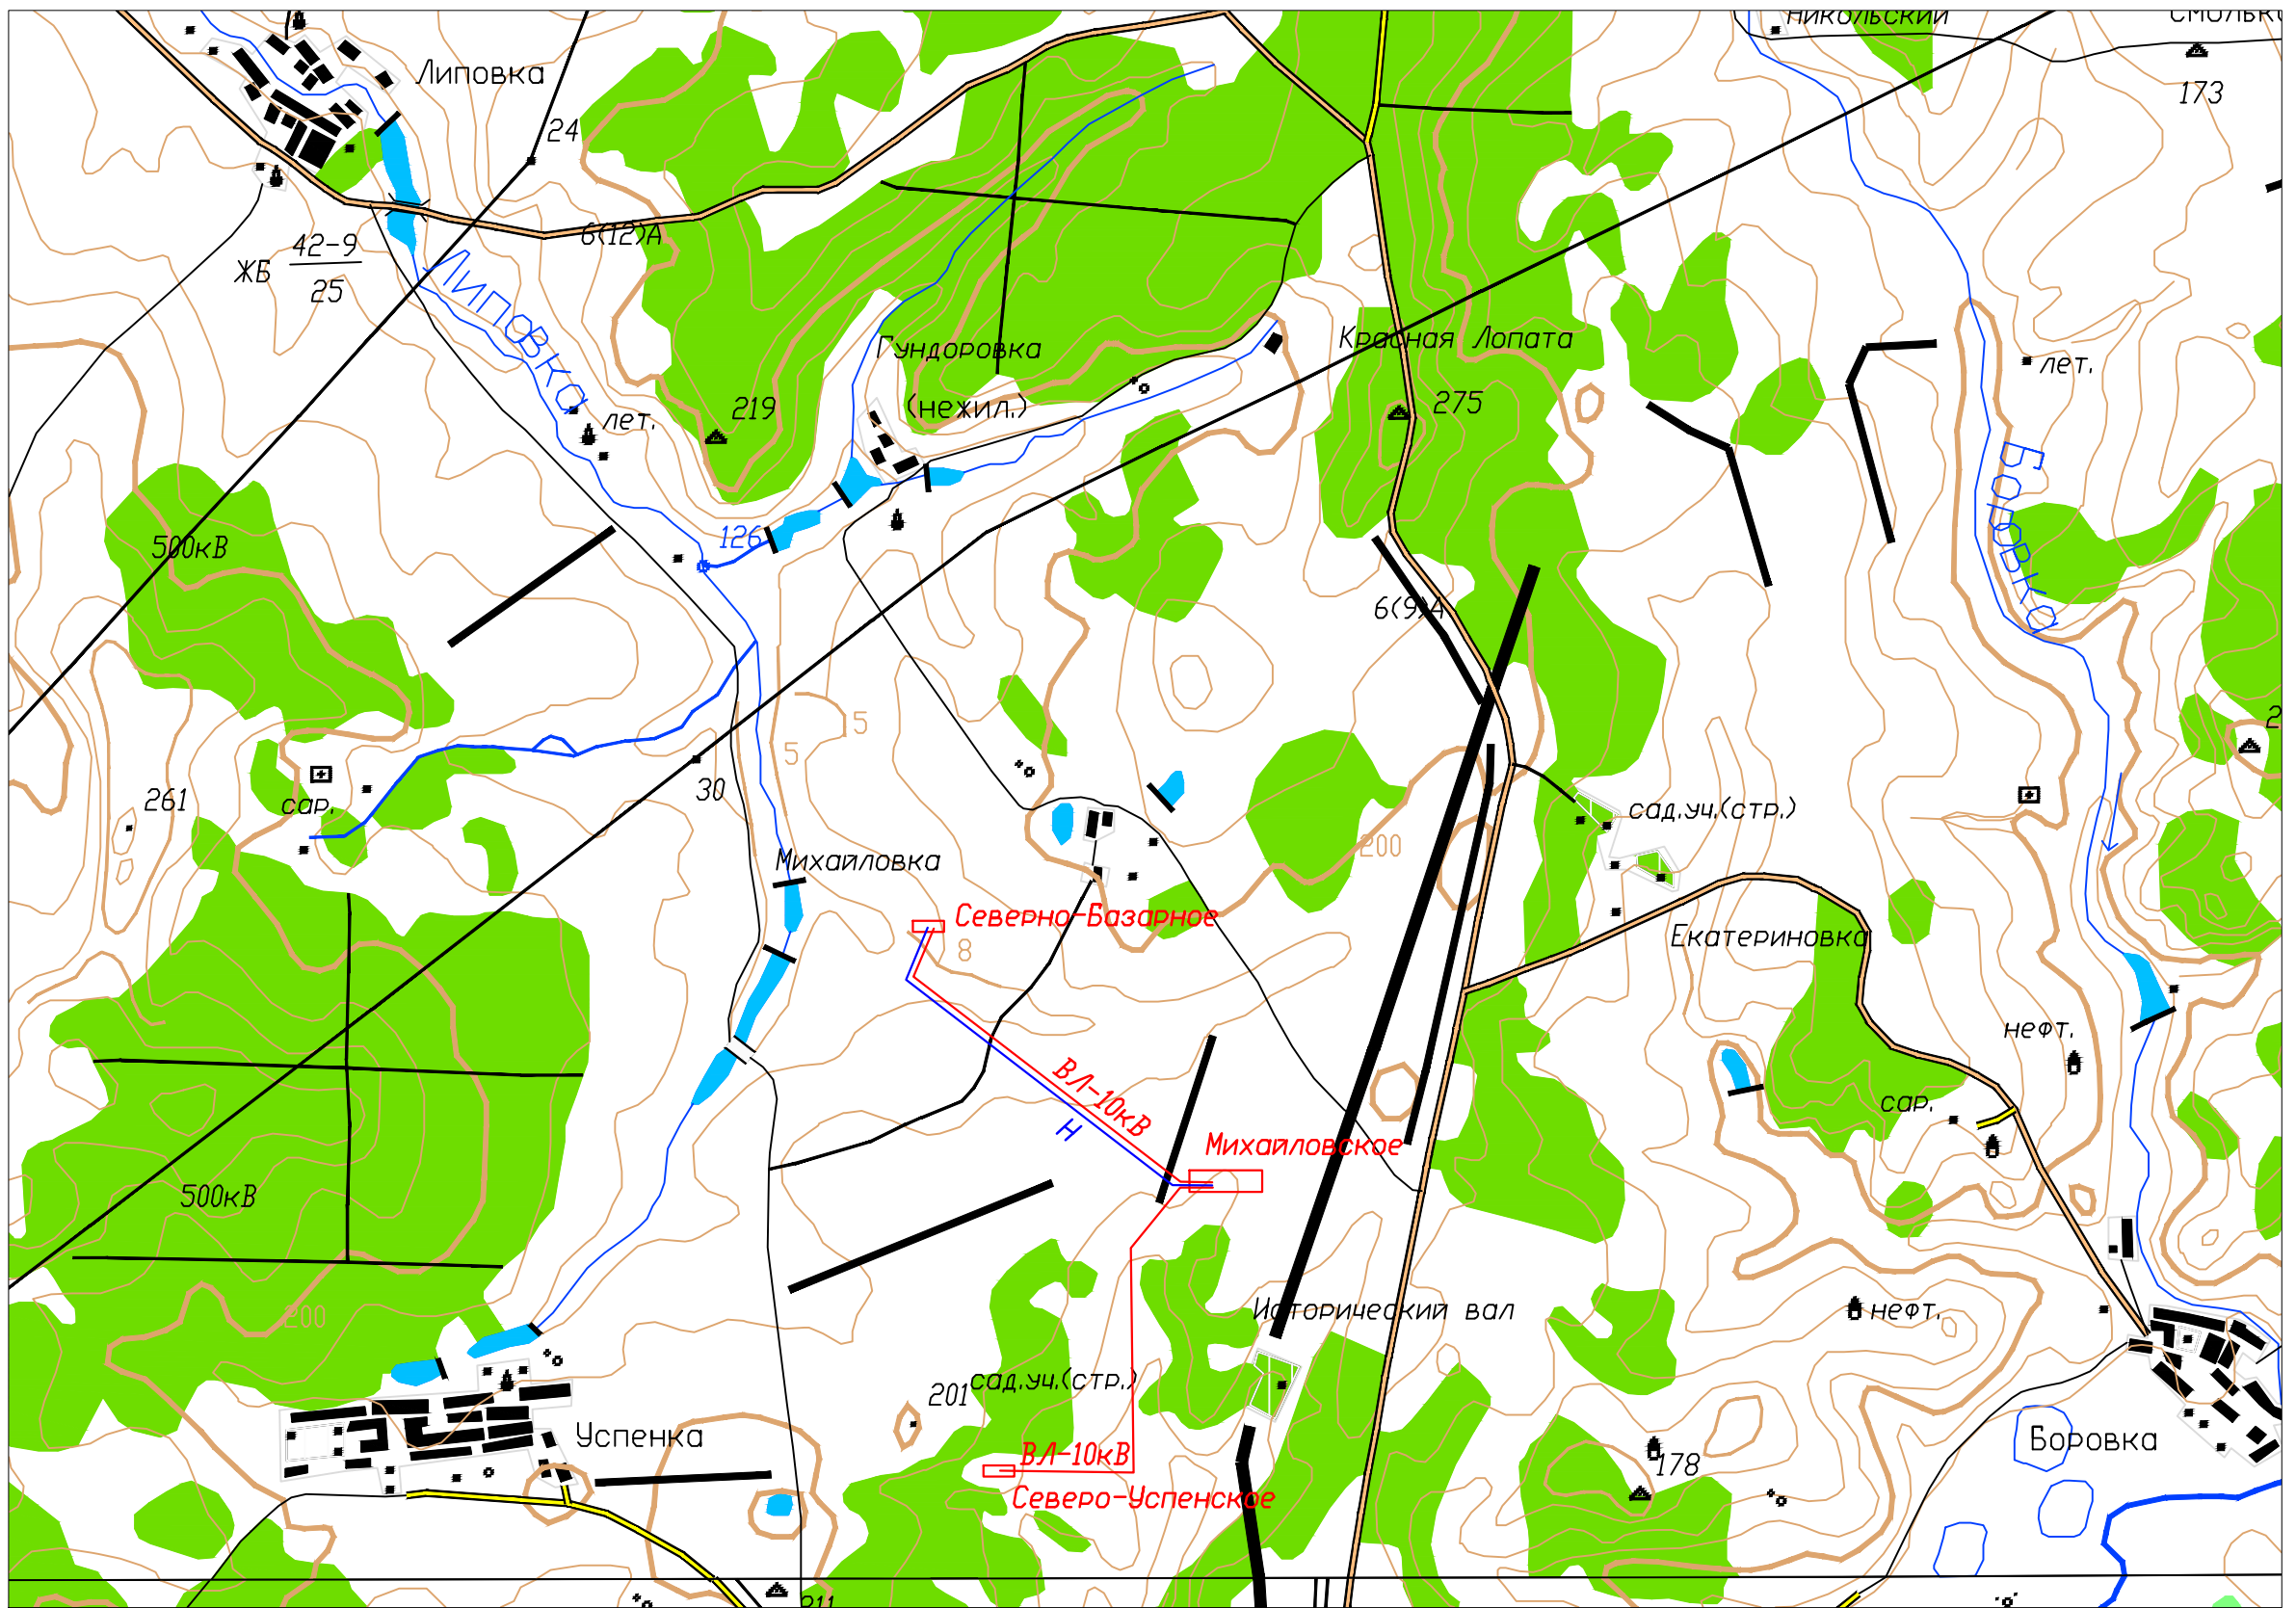 Никольский
Липовка
173
24
6(12)А
42-9
ЖБ
25
Липовка
Гундоровка
(нежил.)
Красная Лопата
275
219
лет.
лет.
Боровка
126
500кВ
6(9)А
15
5
30
261
сар.
сад.уч.(стр.)
200
Михайловка
Северно-Базарное
8
Екатериновка
нефт.
ВЛ-10кВ
Н
сар.
Михайловское
500кВ
200
Исторический вал
нефт.
201
сад.уч.(стр.)
Успенка
ВЛ-10кВ
Боровка
178
Северо-Успенское